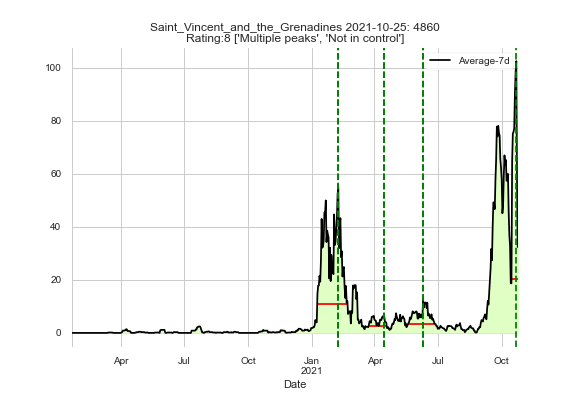 Saint_Vincent_and_the_Grenadines 2021-10-25: 4860
Rating:8 ['Multiple peaks', 'Not in control']
Average-7d
100
80
60
40
20
0
Apr Jul Oct Jan Apr Jul Oct
2021
Date